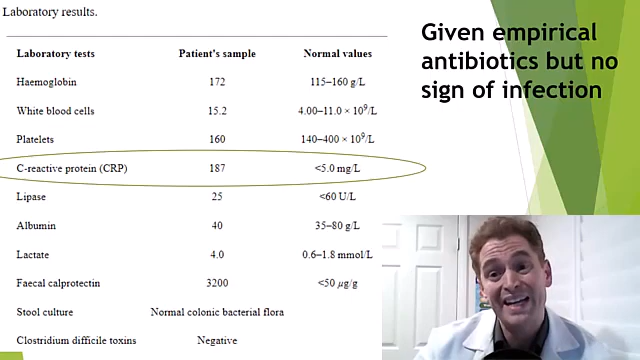 Laboratory results.
Given empirical
antibiotics but no
sign of infection
Laboratory tests Patient's sample Normal values
Haemoglobin 172 115–160 g/L
White blood cells 15.2 4.00–11.0 × 10⁹/L
Platelets 160 140–400 × 10⁹/L
C-reactive protein (CRP) 187 <5.0 mg/L
Lipase 25 <60 U/L
Albumin 40 35–80 g/L
Lactate 4.0 0.6–1.8 mmol/L
Faecal calprotectin 3200 <50 µg/g
Stool culture Normal colonic bacterial flora
Clostridium difficile toxins Negative